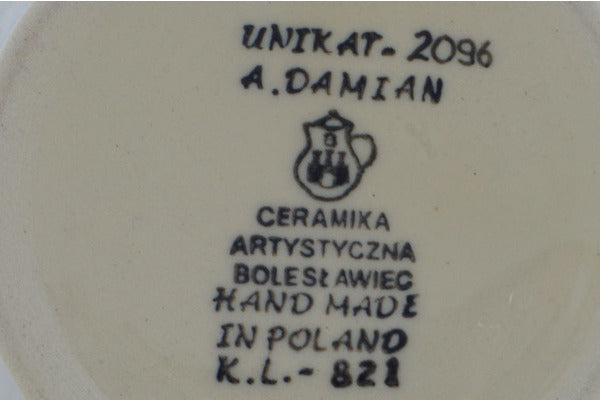 UNIKAT- 2096
A. DAMIAN
CERAMIKA
ARTYSTYCZNA
BOLESŁAWIEC
HAND MADE
IN POLAND
K.L.- 821